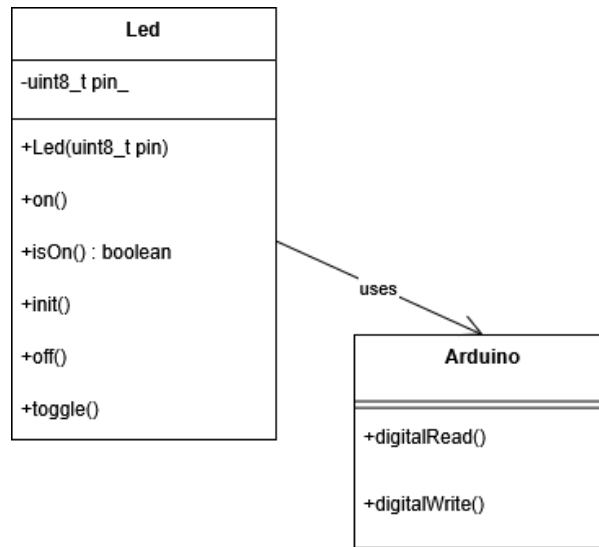 Led
-uint8_t pin_
+Led(uint8_t pin)
+on()
+isOn() : boolean
+init()
+off()
+toggle()
uses
Arduino
+digitalRead()
+digitalWrite()